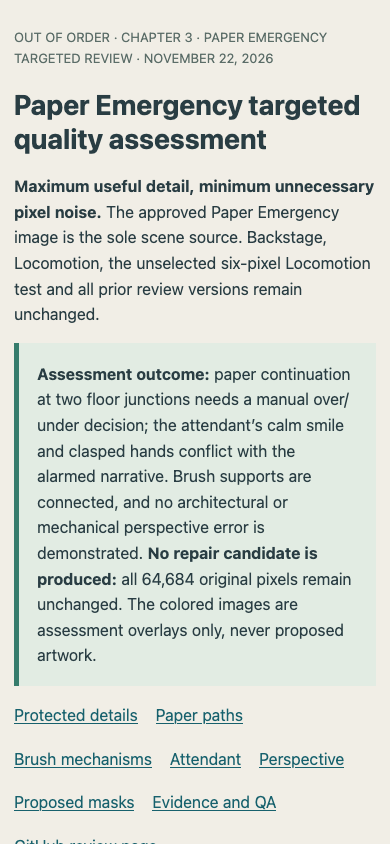 OUT OF ORDER · CHAPTER 3 · PAPER EMERGENCY
TARGETED REVIEW · NOVEMBER 22, 2026
Paper Emergency targeted
quality assessment
Maximum useful detail, minimum unnecessary
pixel noise. The approved Paper Emergency
image is the sole scene source. Backstage,
Locomotion, the unselected six-pixel Locomotion
test and all prior review versions remain
unchanged.
Assessment outcome: paper continuation
at two floor junctions needs a manual over/
under decision; the attendant’s calm smile
and clasped hands conflict with the
alarmed narrative. Brush supports are
connected, and no architectural or
mechanical perspective error is
demonstrated. No repair candidate is
produced: all 64,684 original pixels remain
unchanged. The colored images are
assessment overlays only, never proposed
artwork.
Protected details Paper paths
Brush mechanisms Attendant Perspective
Proposed masks Evidence and QA
GitHub review page